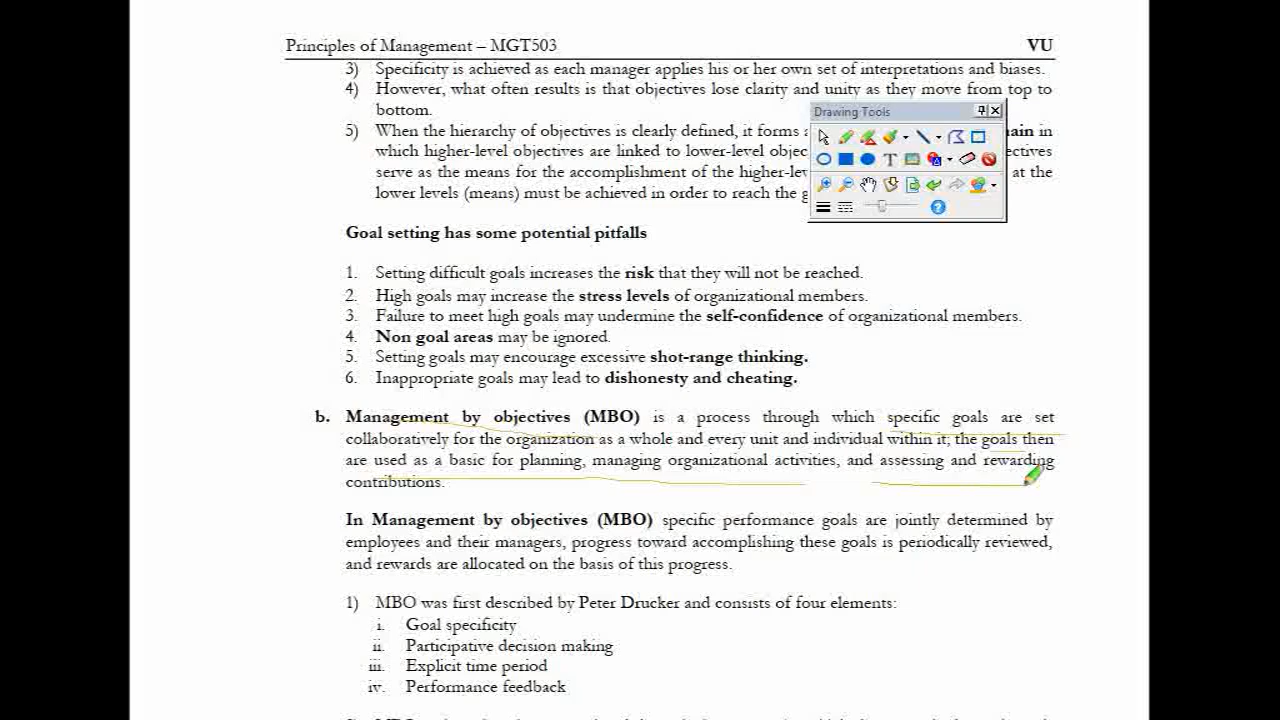 Principles of Management – MGT503 VU
3) Specificity is achieved as each manager applies his or her own set of interpretations and biases.
4) However, what often results is that objectives lose clarity and unity as they move from top to
bottom.
Drawing Tools
5) When the hierarchy of objectives is clearly defined, it forms in
which higher-level objectives are linked to lower-level
serve as the means for the accomplishment of the at the
lower levels (means) must be achieved in order to reach the
Goal setting has some potential pitfalls
1. Setting difficult goals increases the risk that they will not be reached.
2. High goals may increase the stress levels of organizational members.
3. Failure to meet high goals may undermine the self-confidence of organizational members.
4. Non goal areas may be ignored.
5. Setting goals may encourage excessive shot-range thinking.
6. Inappropriate goals may lead to dishonesty and cheating.
b. Management by objectives (MBO) is a process through which specific goals are set
collaboratively for the organization as a whole and every unit and individual within it; the goals then
are used as a basic for planning, managing organizational activities, and assessing and rewarding
contributions.
In Management by objectives (MBO) specific performance goals are jointly determined by
employees and their managers, progress toward accomplishing these goals is periodically reviewed,
and rewards are allocated on the basis of this progress.
1) MBO was first described by Peter Drucker and consists of four elements:
i. Goal specificity
ii. Participative decision making
iii. Explicit time period
iv. Performance feedback